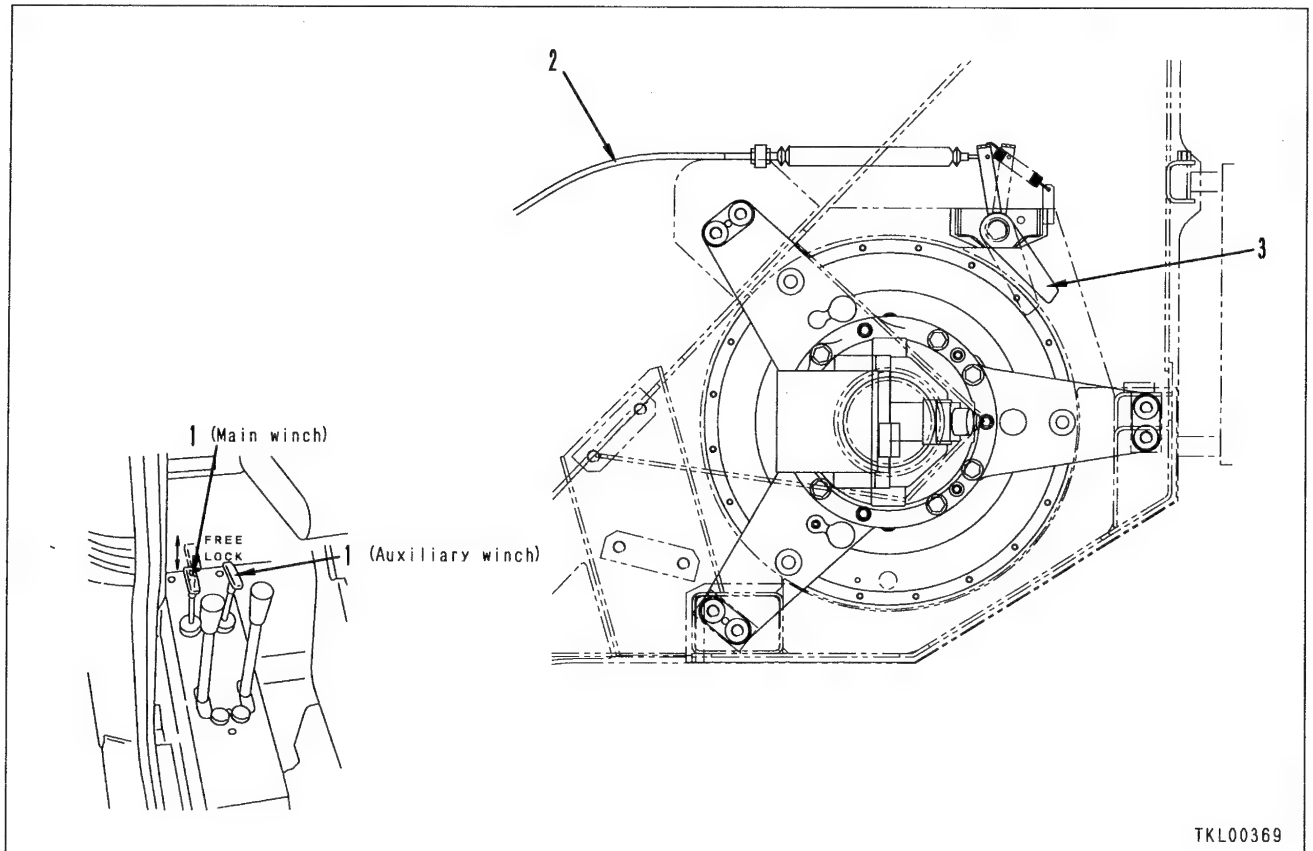 2
3
1 (Main winch)
FREE
LOCK
1 (Auxiliary winch)
TKL00369